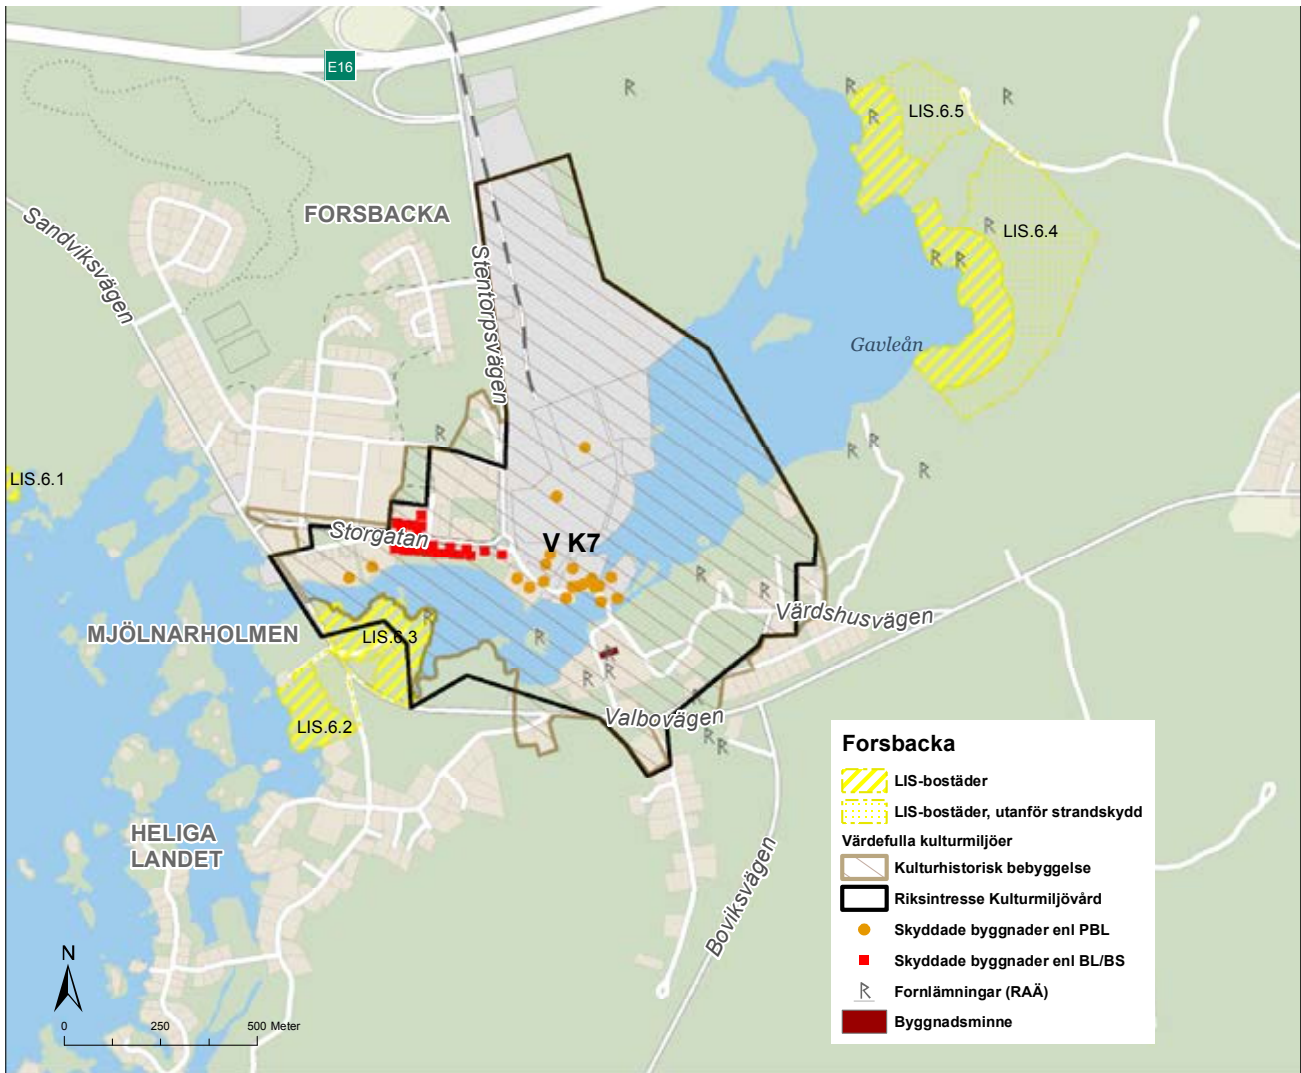 E16
LIS.6.5
FORSBACKA
Sandviksvägen
Stentorpsvägen
LIS.6.4
Gavleån
LIS.6.1
Storgatan
V K7
Värdshusvägen
MJÖLNARHOLMEN
LIS.6.3
LIS.6.2
Valbovägen
HELIGA
LANDET
Boviksvägen
N
0 250 500 Meter
Forsbacka
LIS-bostäder
LIS-bostäder, utanför strandskydd
Värdefulla kulturmiljöer
Kulturhistorisk bebyggelse
Riksintresse Kulturmiljövård
Skyddade byggnader enl PBL
Skyddade byggnader enl BL/BS
Fornlämningar (RAÄ)
Byggnadsminne